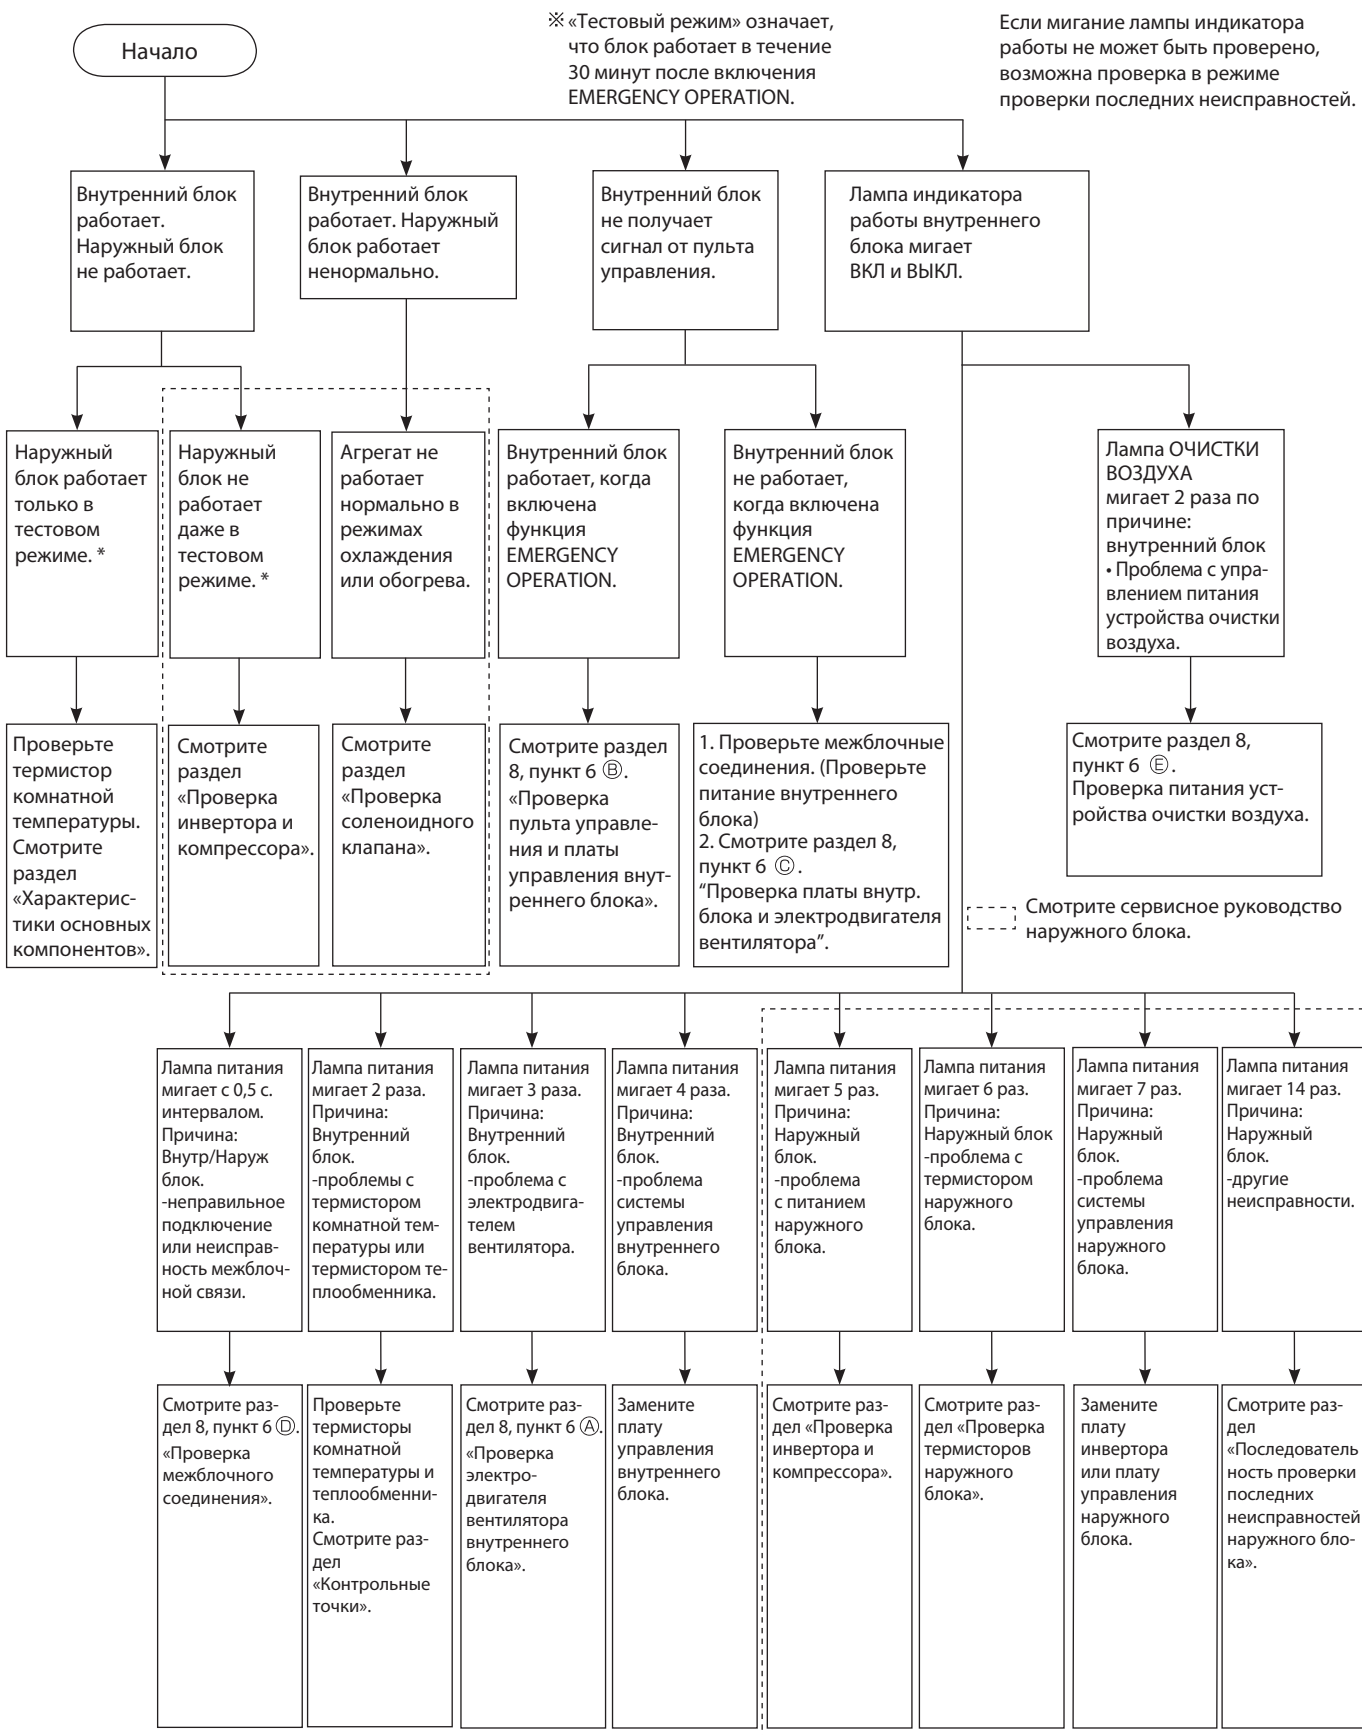 Начало
※ «Тестовый режим» означает,
что блок работает в течение
30 минут после включения
EMERGENCY OPERATION.
Если мигание лампы индикатора
работы не может быть проверено,
возможна проверка в режиме
проверки последних неисправностей.
Внутренний блок
работает.
Наружный блок
не работает.
Внутренний блок
работает. Наружный
блок работает
ненормально.
Внутренний блок
не получает
сигнал от пульта
управления.
Лампа индикатора
работы внутреннего
блока мигает
ВКЛ и ВЫКЛ.
Наружный
блок работает
только в
тестовом
режиме. *
Наружный
блок не
работает
даже в
тестовом
режиме. *
Агрегат не
работает
нормально в
режимах
охлаждения
или обогрева.
Внутренний блок
работает, когда
включена
функция
EMERGENCY
OPERATION.
Внутренний блок
не работает,
когда включена
функция
EMERGENCY
OPERATION.
Лампа ОЧИСТКИ
ВОЗДУХА
мигает 2 раза по
причине:
внутренний блок
• Проблема с упра-
влением питания
устройства очистки
воздуха.
Проверьте
термистор
комнатной
температуры.
Смотрите
раздел
«Характерис-
тики основных
компонентов».
Смотрите
раздел
«Проверка
инвертора и
компрессора».
Смотрите
раздел
«Проверка
соленоидного
клапана».
Смотрите раздел
8, пункт 6 Ⓑ.
«Проверка
пульта управле-
ния и платы
управления внут-
реннего блока».
1. Проверьте межблочные
соединения. (Проверьте
питание внутреннего
блока)
2. Смотрите раздел 8,
пункт 6 Ⓒ.
“Проверка платы внутр.
блока и электродвигателя
вентилятора”.
Смотрите раздел 8,
пункт 6 Ⓔ.
Проверка питания уст-
ройства очистки воздуха.
Смотрите сервисное руководство
наружного блока.
Лампа питания
мигает с 0,5 с.
интервалом.
Причина:
Внутр/Наруж
блок.
-неправильное
подключение
или неисправ-
ность межблоч-
ной связи.
Лампа питания
мигает 2 раза.
Причина:
Внутренний
блок.
-проблемы с
термистором
комнатной тем-
пературы или
термистором те-
плообменника.
Лампа питания
мигает 3 раза.
Причина:
Внутренний
блок.
-проблема с
электродвига-
телем
вентилятора.
Лампа питания
мигает 4 раза.
Причина:
Внутренний
блок.
-проблема
системы
управления
внутреннего
блока.
Лампа питания
мигает 5 раз.
Причина:
Наружный
блок.
-проблема
с питанием
наружного
блока.
Лампа питания
мигает 6 раз.
Причина:
Наружный блок
-проблема с
термистором
наружного
блока.
Лампа питания
мигает 7 раз.
Причина:
Наружный
блок.
-проблема
системы
управления
наружного
блока.
Лампа питания
мигает 14 раз.
Причина:
Наружный
блок.
-другие
неисправности.
Смотрите раз-
дел 8, пункт 6 Ⓓ.
«Проверка
межблочного
соединения».
Проверьте
термисторы
комнатной
температуры и
теплообменни-
ка.
Смотрите раз-
дел
«Контрольные
точки».
Смотрите раз-
дел 8, пункт 6 Ⓐ.
«Проверка
электро-
двигателя
вентилятора
внутреннего
блока».
Замените
плату
управления
внутреннего
блока.
Смотрите раз-
дел «Проверка
инвертора и
компрессора».
Смотрите раз-
дел «Проверка
термисторов
наружного
блока».
Замените
плату
инвертора
или плату
управления
наружного
блока.
Смотрите раз-
дел
«Последователь
ность проверки
последних
неисправностей
наружного бло-
ка».